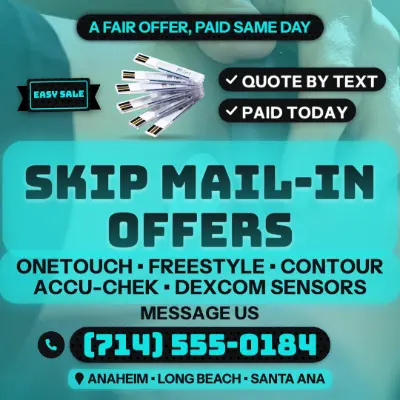 A FAIR OFFER, PAID SAME DAY
EASY SALE
✓ QUOTE BY TEXT
✓ PAID TODAY
SKIP MAIL-IN
OFFERS
ONETOUCH ▪ FREESTYLE ▪ CONTOUR
ACCU-CHEK ▪ DEXCOM SENSORS
MESSAGE US
(714) 555-0184
ANAHEIM ▪ LONG BEACH ▪ SANTA ANA